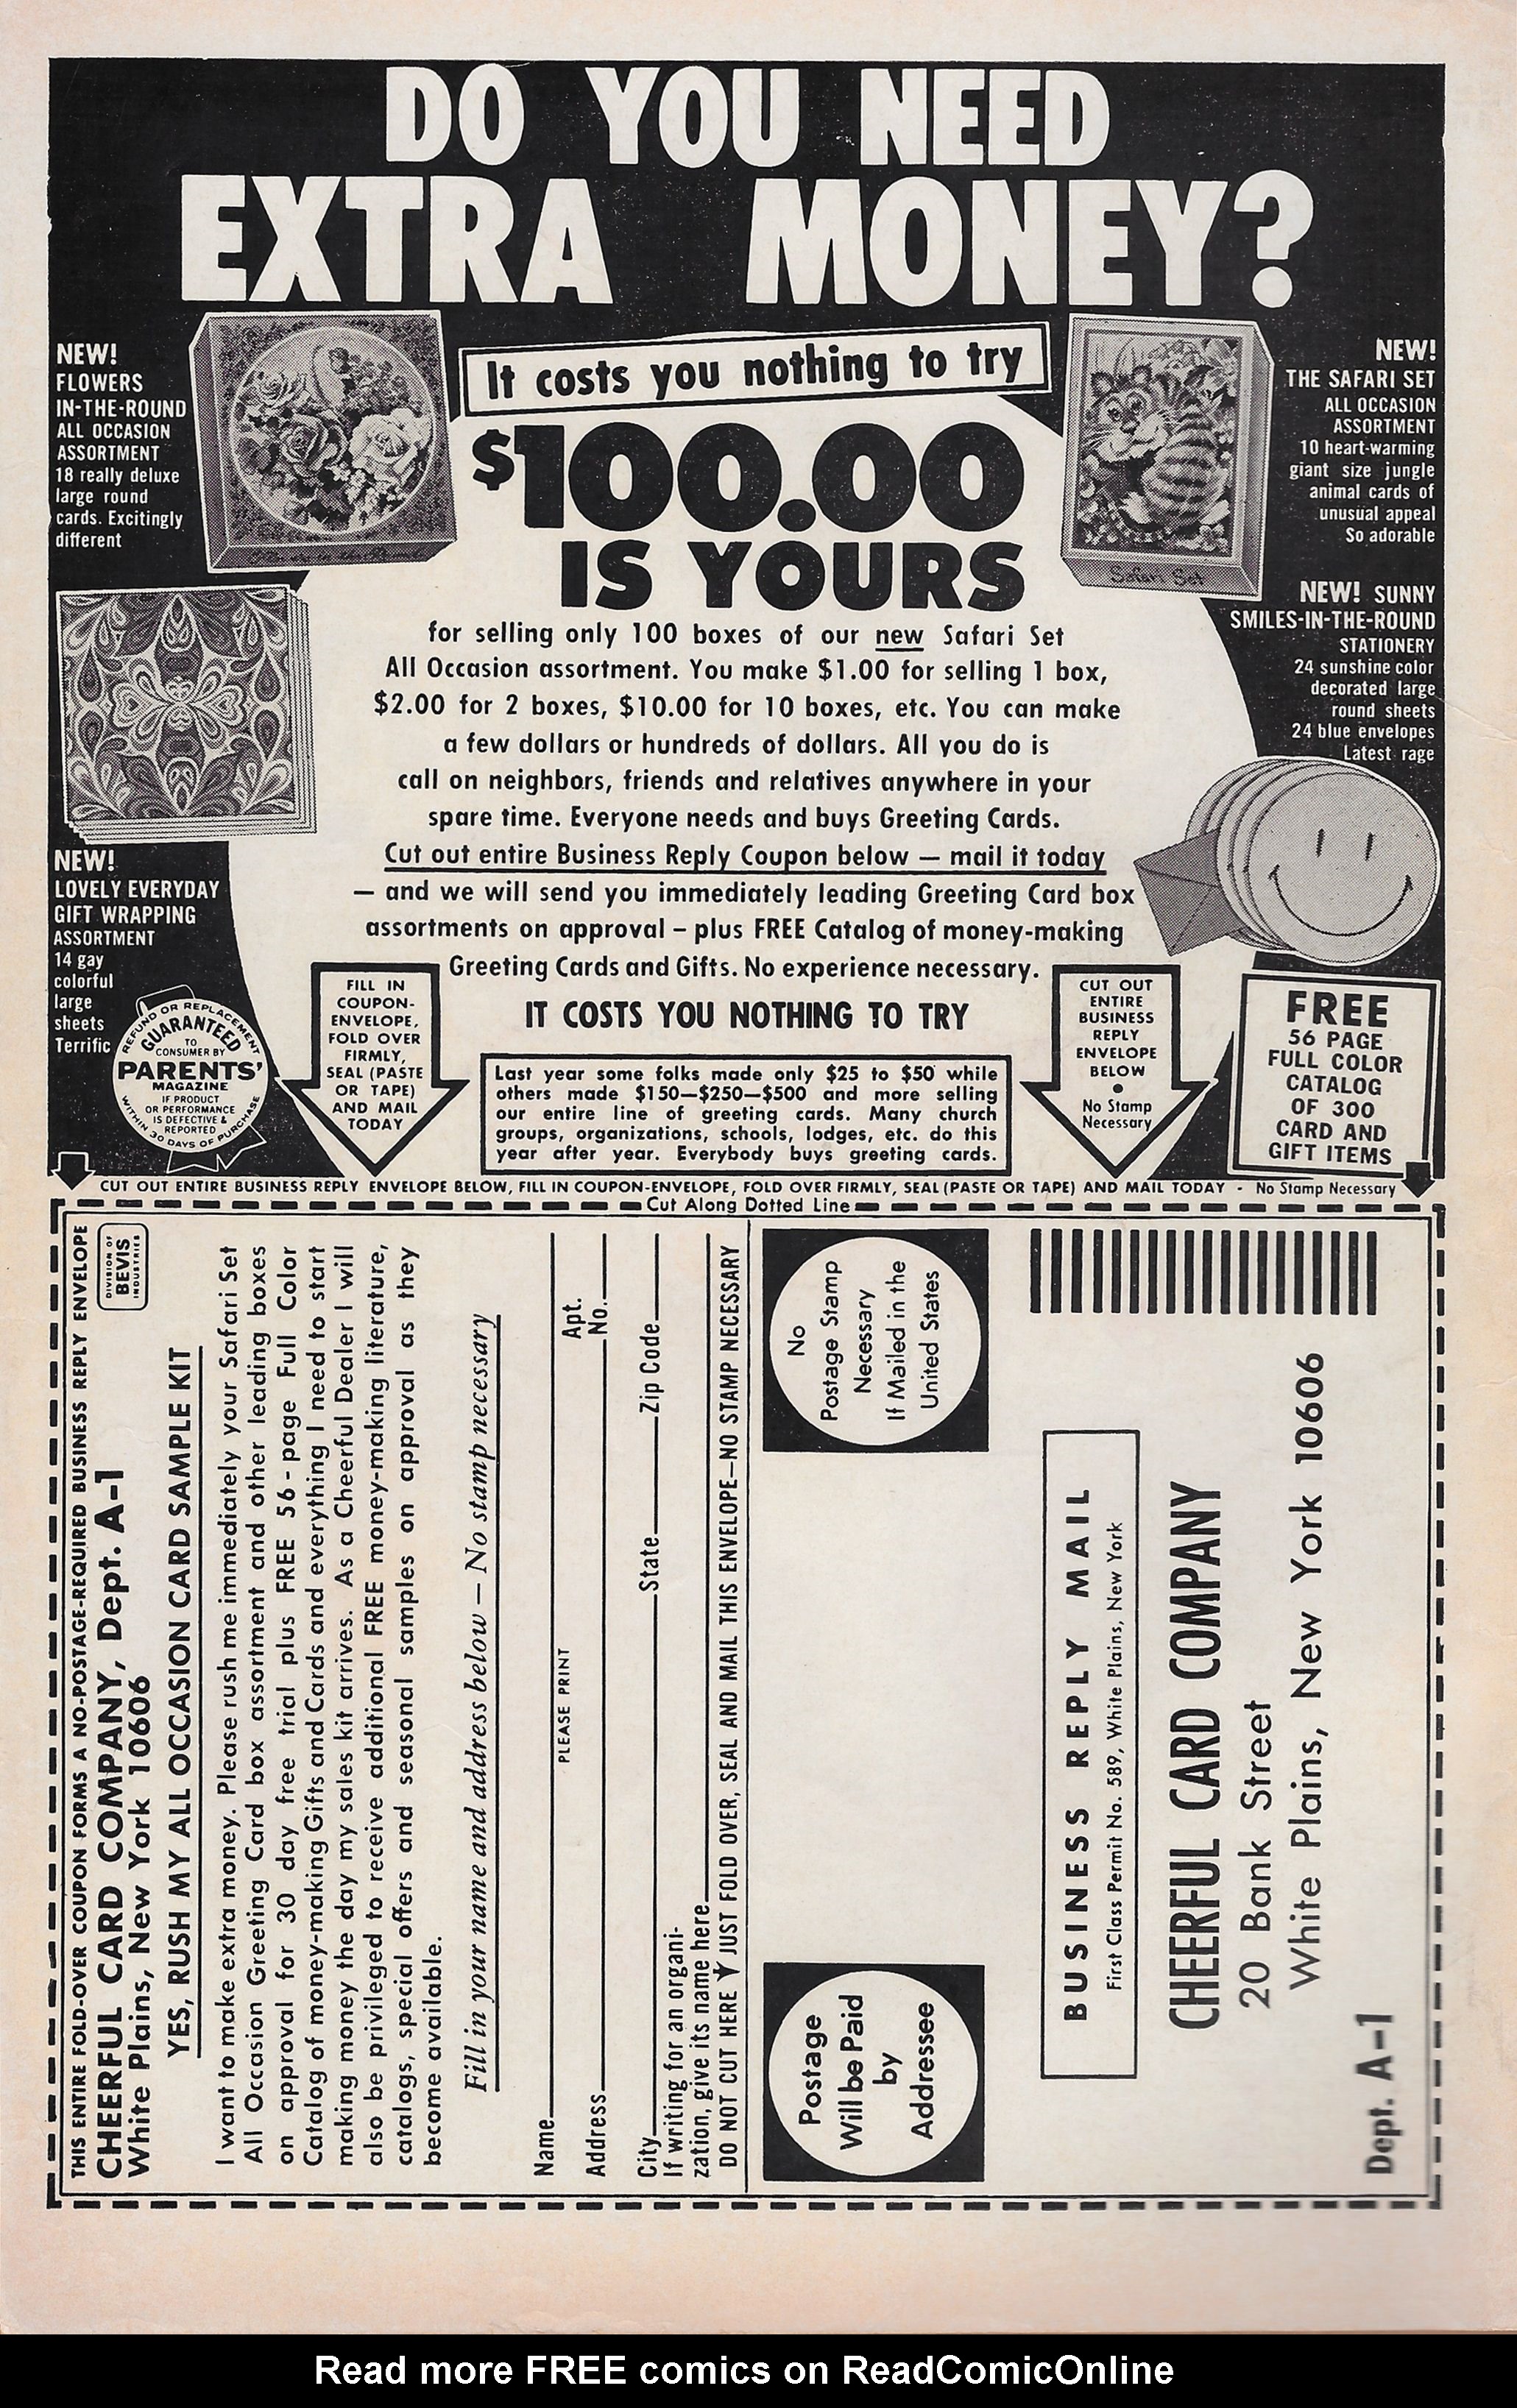 DO YOU NEED
EXTRA MONEY?
NEW!
FLOWERS
IN-THE-ROUND
ALL OCCASION
ASSORTMENT
18 really deluxe
large round
cards. Excitingly
different
It costs you nothing to try
$100.00
IS YOURS
Safari Set
NEW!
THE SAFARI SET
ALL OCCASION
ASSORTMENT
10 heart-warming
giant size jungle
animal cards of
unusual appeal
So adorable
NEW! SUNNY
SMILES-IN-THE-ROUND
STATIONERY
24 sunshine color
decorated large
round sheets
24 blue envelopes
Latest rage
for selling only 100 boxes of our new Safari Set
All Occasion assortment. You make $1.00 for selling 1 box,
$2.00 for 2 boxes, $10.00 for 10 boxes, etc. You can make
a few dollars or hundreds of dollars. All you do is
call on neighbors, friends and relatives anywhere in your
spare time. Everyone needs and buys Greeting Cards.
Cut out entire Business Reply Coupon below — mail it today
— and we will send you immediately leading Greeting Card box
assortments on approval – plus FREE Catalog of money-making
Greeting Cards and Gifts. No experience necessary.
IT COSTS YOU NOTHING TO TRY
NEW!
LOVELY EVERYDAY
GIFT WRAPPING
ASSORTMENT
14 gay
colorful
large
sheets
Terrific
REFUND OR REPLACEMENT
GUARANTEED
TO
CONSUMER BY
PARENTS'
MAGAZINE
IF PRODUCT
OR PERFORMANCE
IS DEFECTIVE &
REPORTED
WITHIN 30 DAYS OF PURCHASE
FILL IN
COUPON-
ENVELOPE,
FOLD OVER
FIRMLY,
SEAL (PASTE
OR TAPE)
AND MAIL
TODAY
Last year some folks made only $25 to $50 while
others made $150—$250—$500 and more selling
our entire line of greeting cards. Many church
groups, organizations, schools, lodges, etc. do this
year after year. Everybody buys greeting cards.
CUT OUT
ENTIRE
BUSINESS
REPLY
ENVELOPE
BELOW
•
No Stamp
Necessary
FREE
56 PAGE
FULL COLOR
CATALOG
OF 300
CARD AND
GIFT ITEMS
CUT OUT ENTIRE BUSINESS REPLY ENVELOPE BELOW, FILL IN COUPON-ENVELOPE, FOLD OVER FIRMLY, SEAL (PASTE OR TAPE) AND MAIL TODAY - No Stamp Necessary
Cut Along Dotted Line
THIS ENTIRE FOLD-OVER COUPON FORMS A NO-POSTAGE-REQUIRED BUSINESS REPLY ENVELOPE
CHEERFUL CARD COMPANY, Dept. A-1
White Plains, New York 10606
DIVISION OF
BEVIS
INDUSTRIES
YES, RUSH MY ALL OCCASION CARD SAMPLE KIT
I want to make extra money. Please rush me immediately your Safari Set
All Occasion Greeting Card box assortment and other leading boxes
on approval for 30 day free trial plus FREE 56-page Full Color
Catalog of money-making Gifts and Cards and everything I need to start
making money the day my sales kit arrives. As a Cheerful Dealer I will
also be privileged to receive additional FREE money-making literature,
catalogs, special offers and seasonal samples on approval as they
become available.
Fill in your name and address below — No stamp necessary
Name
PLEASE PRINT
Address Apt. No.
City State Zip Code
If writing for an organi-
zation, give its name here
DO NOT CUT HERE JUST FOLD OVER, SEAL AND MAIL THIS ENVELOPE—NO STAMP NECESSARY
No
Postage Stamp
Necessary
If Mailed in the
United States
Postage
Will be Paid
by
Addressee
BUSINESS REPLY MAIL
First Class Permit No. 589, White Plains, New York
CHEERFUL CARD COMPANY
20 Bank Street
White Plains, New York 10606
Dept. A-1
Read more FREE comics on ReadComicOnline